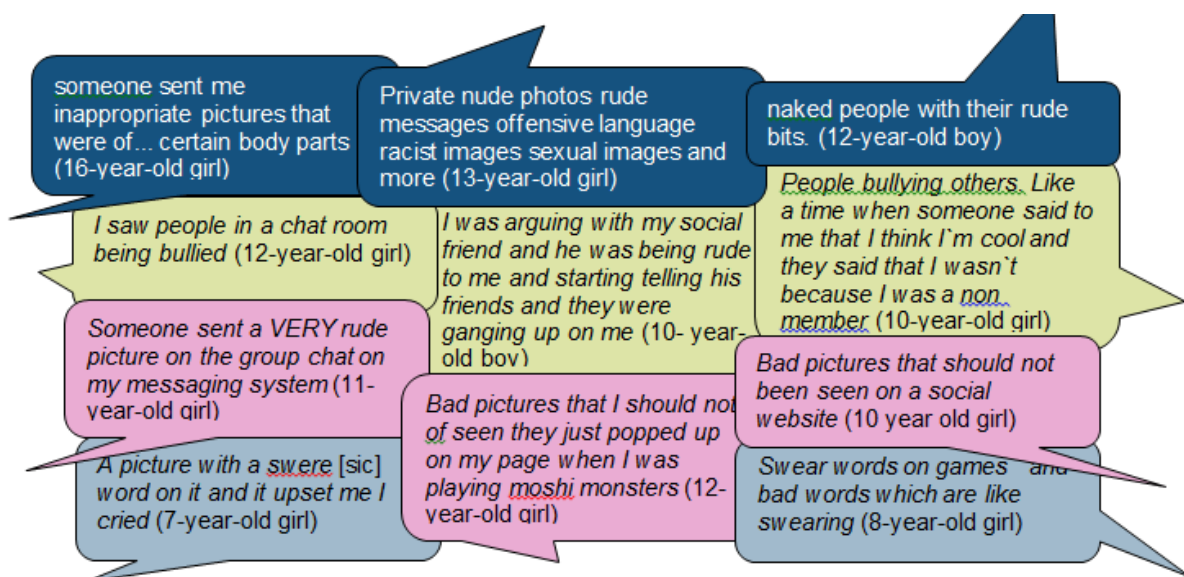 someone sent me
inappropriate pictures that
were of... certain body parts
(16-year-old girl)
Private nude photos rude
messages offensive language
racist images sexual images and
more (13-year-old girl)
naked people with their rude
bits. (12-year-old boy)
I saw people in a chat room
being bullied (12-year-old girl)
I was arguing with my social
friend and he was being rude
to me and starting telling his
friends and they were
ganging up on me (10- year-
old boy)
People bullying others. Like
a time when someone said to
me that I think I`m cool and
they said that I wasn`t
because I was a non
member (10-year-old girl)
Someone sent a VERY rude
picture on the group chat on
my messaging system (11-
year-old girl)
Bad pictures that I should not
of seen they just popped up
on my page when I was
playing moshi monsters (12-
year-old girl)
Bad pictures that should not
been seen on a social
website (10 year old girl)
A picture with a swere [sic]
word on it and it upset me I
cried (7-year-old girl)
Swear words on games and
bad words which are like
swearing (8-year-old girl)